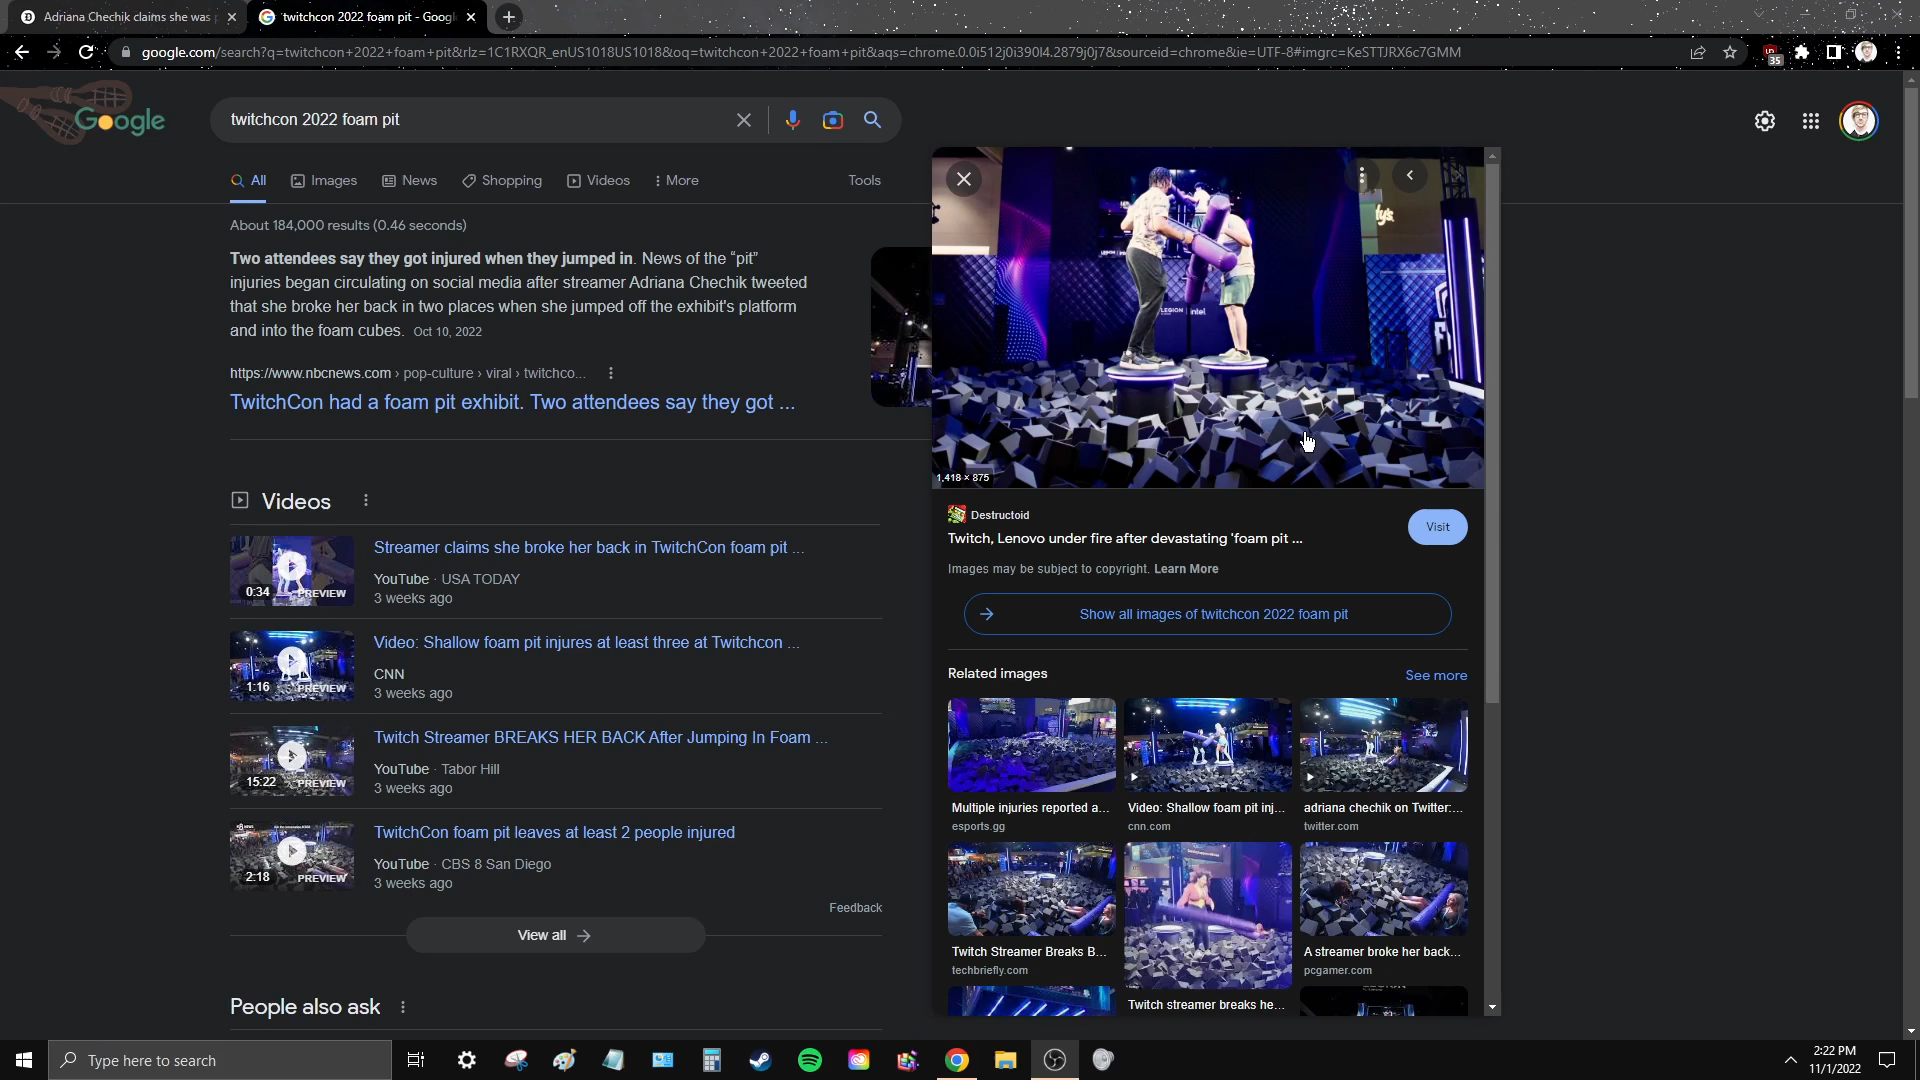 Adriana Chechik claims she was p
twitchcon 2022 foam pit - Googl
google.com/search?q=twitchcon+2022+foam+pit&rlz=1C1RXQR_enUS1018US1018&oq=twitchcon+2022+foam+pit&aqs=chrome.0.0i512j0i390l4.2879j0j7&sourceid=chrome&ie=UTF-8#imgrc=KeSTTJRX6c7GMM
35
Google
twitchcon 2022 foam pit
All
Images
News
Shopping
Videos
More
Tools
About 184,000 results (0.46 seconds)
Two attendees say they got injured when they jumped in. News of the “pit”
injuries began circulating on social media after streamer Adriana Chechik tweeted
that she broke her back in two places when she jumped off the exhibit's platform
and into the foam cubes. Oct 10, 2022
https://www.nbcnews.com › pop-culture › viral › twitchco...
TwitchCon had a foam pit exhibit. Two attendees say they got ...
Videos
Streamer claims she broke her back in TwitchCon foam pit ...
YouTube · USA TODAY
3 weeks ago
0:34
PREVIEW
Video: Shallow foam pit injures at least three at Twitchcon ...
CNN
3 weeks ago
1:16
PREVIEW
Twitch Streamer BREAKS HER BACK After Jumping In Foam ...
YouTube · Tabor Hill
3 weeks ago
15:22
PREVIEW
TwitchCon foam pit leaves at least 2 people injured
YouTube · CBS 8 San Diego
3 weeks ago
2:18
PREVIEW
Feedback
View all
People also ask
LEGION | intel
1,418 × 875
Destructoid
Twitch, Lenovo under fire after devastating 'foam pit ...
Visit
Images may be subject to copyright. Learn More
Show all images of twitchcon 2022 foam pit
Related images
See more
Multiple injuries reported a...
esports.gg
Video: Shallow foam pit inj...
cnn.com
adriana chechik on Twitter:...
twitter.com
Twitch Streamer Breaks B...
techbriefly.com
Twitch streamer breaks he...
A streamer broke her back...
pcgamer.com
Type here to search
2:22 PM
11/1/2022